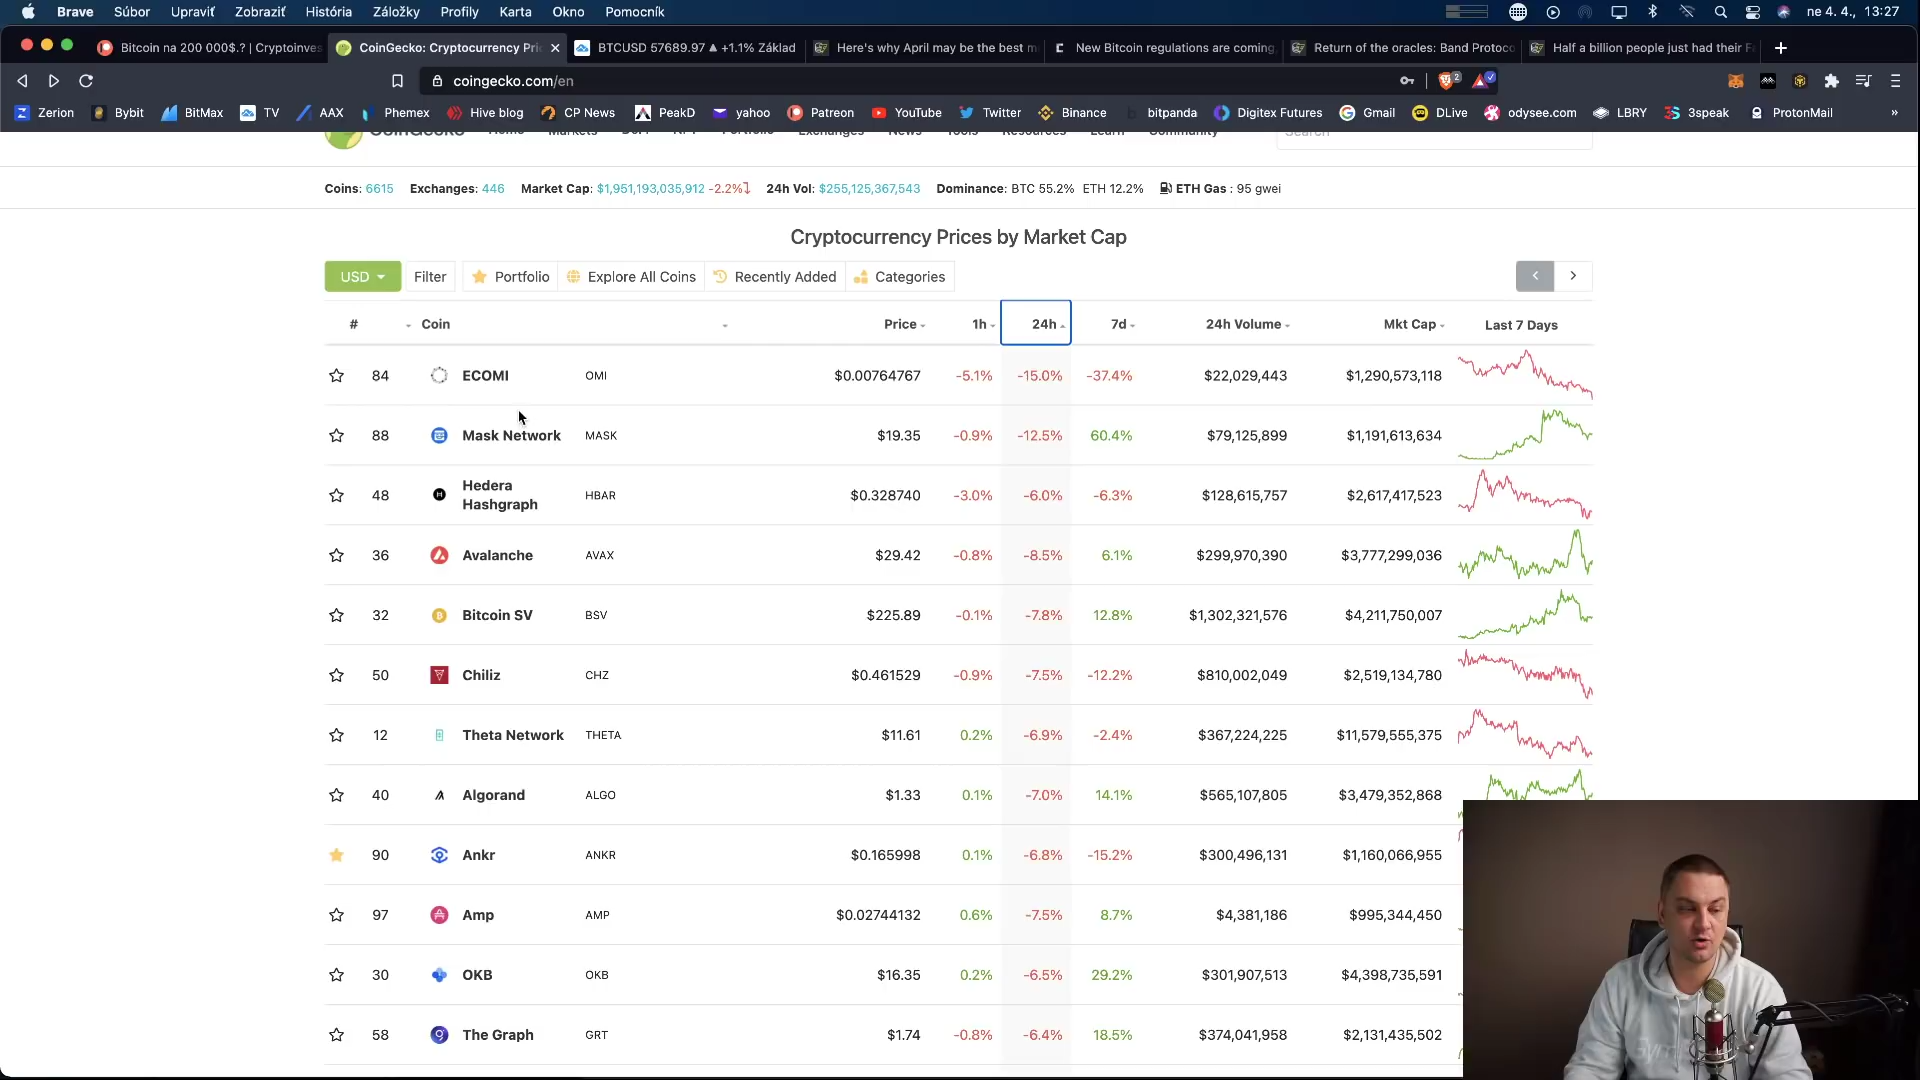 Brave Súbor Upraviť Zobraziť História Záložky Profily Karta Okno Pomocník ne 4. 4., 13:27
Bitcoin na 200 000$.? | Cryptoinves CoinGecko: Cryptocurrency Pri BTCUSD 57689.97 ▲ +1.1% Základ Here's why April may be the best m New Bitcoin regulations are coming, Return of the oracles: Band Protoco Half a billion people just had their F
coingecko.com/en 2
Zerion Bybit BitMax TV AAX Phemex Hive blog CP News PeakD yahoo Patreon YouTube Twitter Binance bitpanda Digitex Futures Gmail DLive odysee.com LBRY 3speak ProtonMail »
CoinGecko Home Markets DeFi NFT Portfolio Exchanges News Tools Resources Learn Community Search
Coins: 6615 Exchanges: 446 Market Cap: $1,951,193,035,912 -2.2% 24h Vol: $255,125,367,543 Dominance: BTC 55.2% ETH 12.2% ETH Gas : 95 gwei
Cryptocurrency Prices by Market Cap
USD Filter Portfolio Explore All Coins Recently Added Categories
# Coin Price 1h 24h 7d 24h Volume Mkt Cap Last 7 Days
84 ECOMI OMI $0.00764767 -5.1% -15.0% -37.4% $22,029,443 $1,290,573,118
88 Mask Network MASK $19.35 -0.9% -12.5% 60.4% $79,125,899 $1,191,613,634
48 Hedera Hashgraph HBAR $0.328740 -3.0% -6.0% -6.3% $128,615,757 $2,617,417,523
36 Avalanche AVAX $29.42 -0.8% -8.5% 6.1% $299,970,390 $3,777,299,036
32 Bitcoin SV BSV $225.89 -0.1% -7.8% 12.8% $1,302,321,576 $4,211,750,007
50 Chiliz CHZ $0.461529 -0.9% -7.5% -12.2% $810,002,049 $2,519,134,780
12 Theta Network THETA $11.61 0.2% -6.9% -2.4% $367,224,225 $11,579,555,375
40 Algorand ALGO $1.33 0.1% -7.0% 14.1% $565,107,805 $3,479,352,868
90 Ankr ANKR $0.165998 0.1% -6.8% -15.2% $300,496,131 $1,160,066,955
97 Amp AMP $0.02744132 0.6% -7.5% 8.7% $4,381,186 $995,344,450
30 OKB OKB $16.35 0.2% -6.5% 29.2% $301,907,513 $4,398,735,591
58 The Graph GRT $1.74 -0.8% -6.4% 18.5% $374,041,958 $2,131,435,502